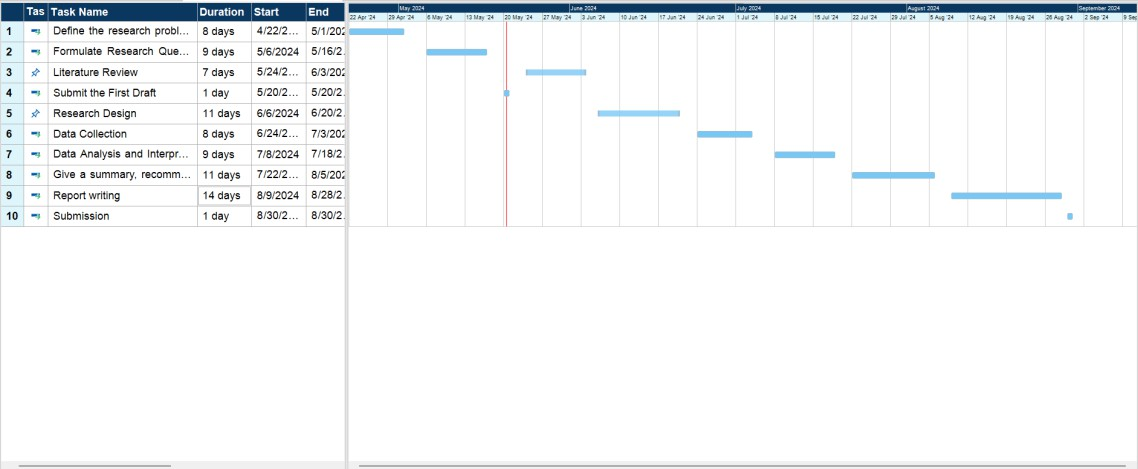 May 2024 June 2024 July 2024 August 2024 September 2024
Tas Task Name Duration Start End 22 Apr '24 29 Apr '24 6 May '24 13 May '24 20 May '24 27 May '24 3 Jun '24 10 Jun '24 17 Jun '24 24 Jun '24 1 Jul '24 8 Jul '24 15 Jul '24 22 Jul '24 29 Jul '24 5 Aug '24 12 Aug '24 19 Aug '24 26 Aug '24 2 Sep '24 9 Sep
1 Define the research probl... 8 days 4/22/2... 5/1/202
2 Formulate Research Que... 9 days 5/6/2024 5/16/2.
3 Literature Review 7 days 5/24/2... 6/3/202
4 Submit the First Draft 1 day 5/20/2... 5/20/2.
5 Research Design 11 days 6/6/2024 6/20/2.
6 Data Collection 8 days 6/24/2... 7/3/202
7 Data Analysis and Interpr... 9 days 7/8/2024 7/18/2.
8 Give a summary, recomm... 11 days 7/22/2... 8/5/202
9 Report writing 14 days 8/9/2024 8/28/2.
10 Submission 1 day 8/30/2... 8/30/2.